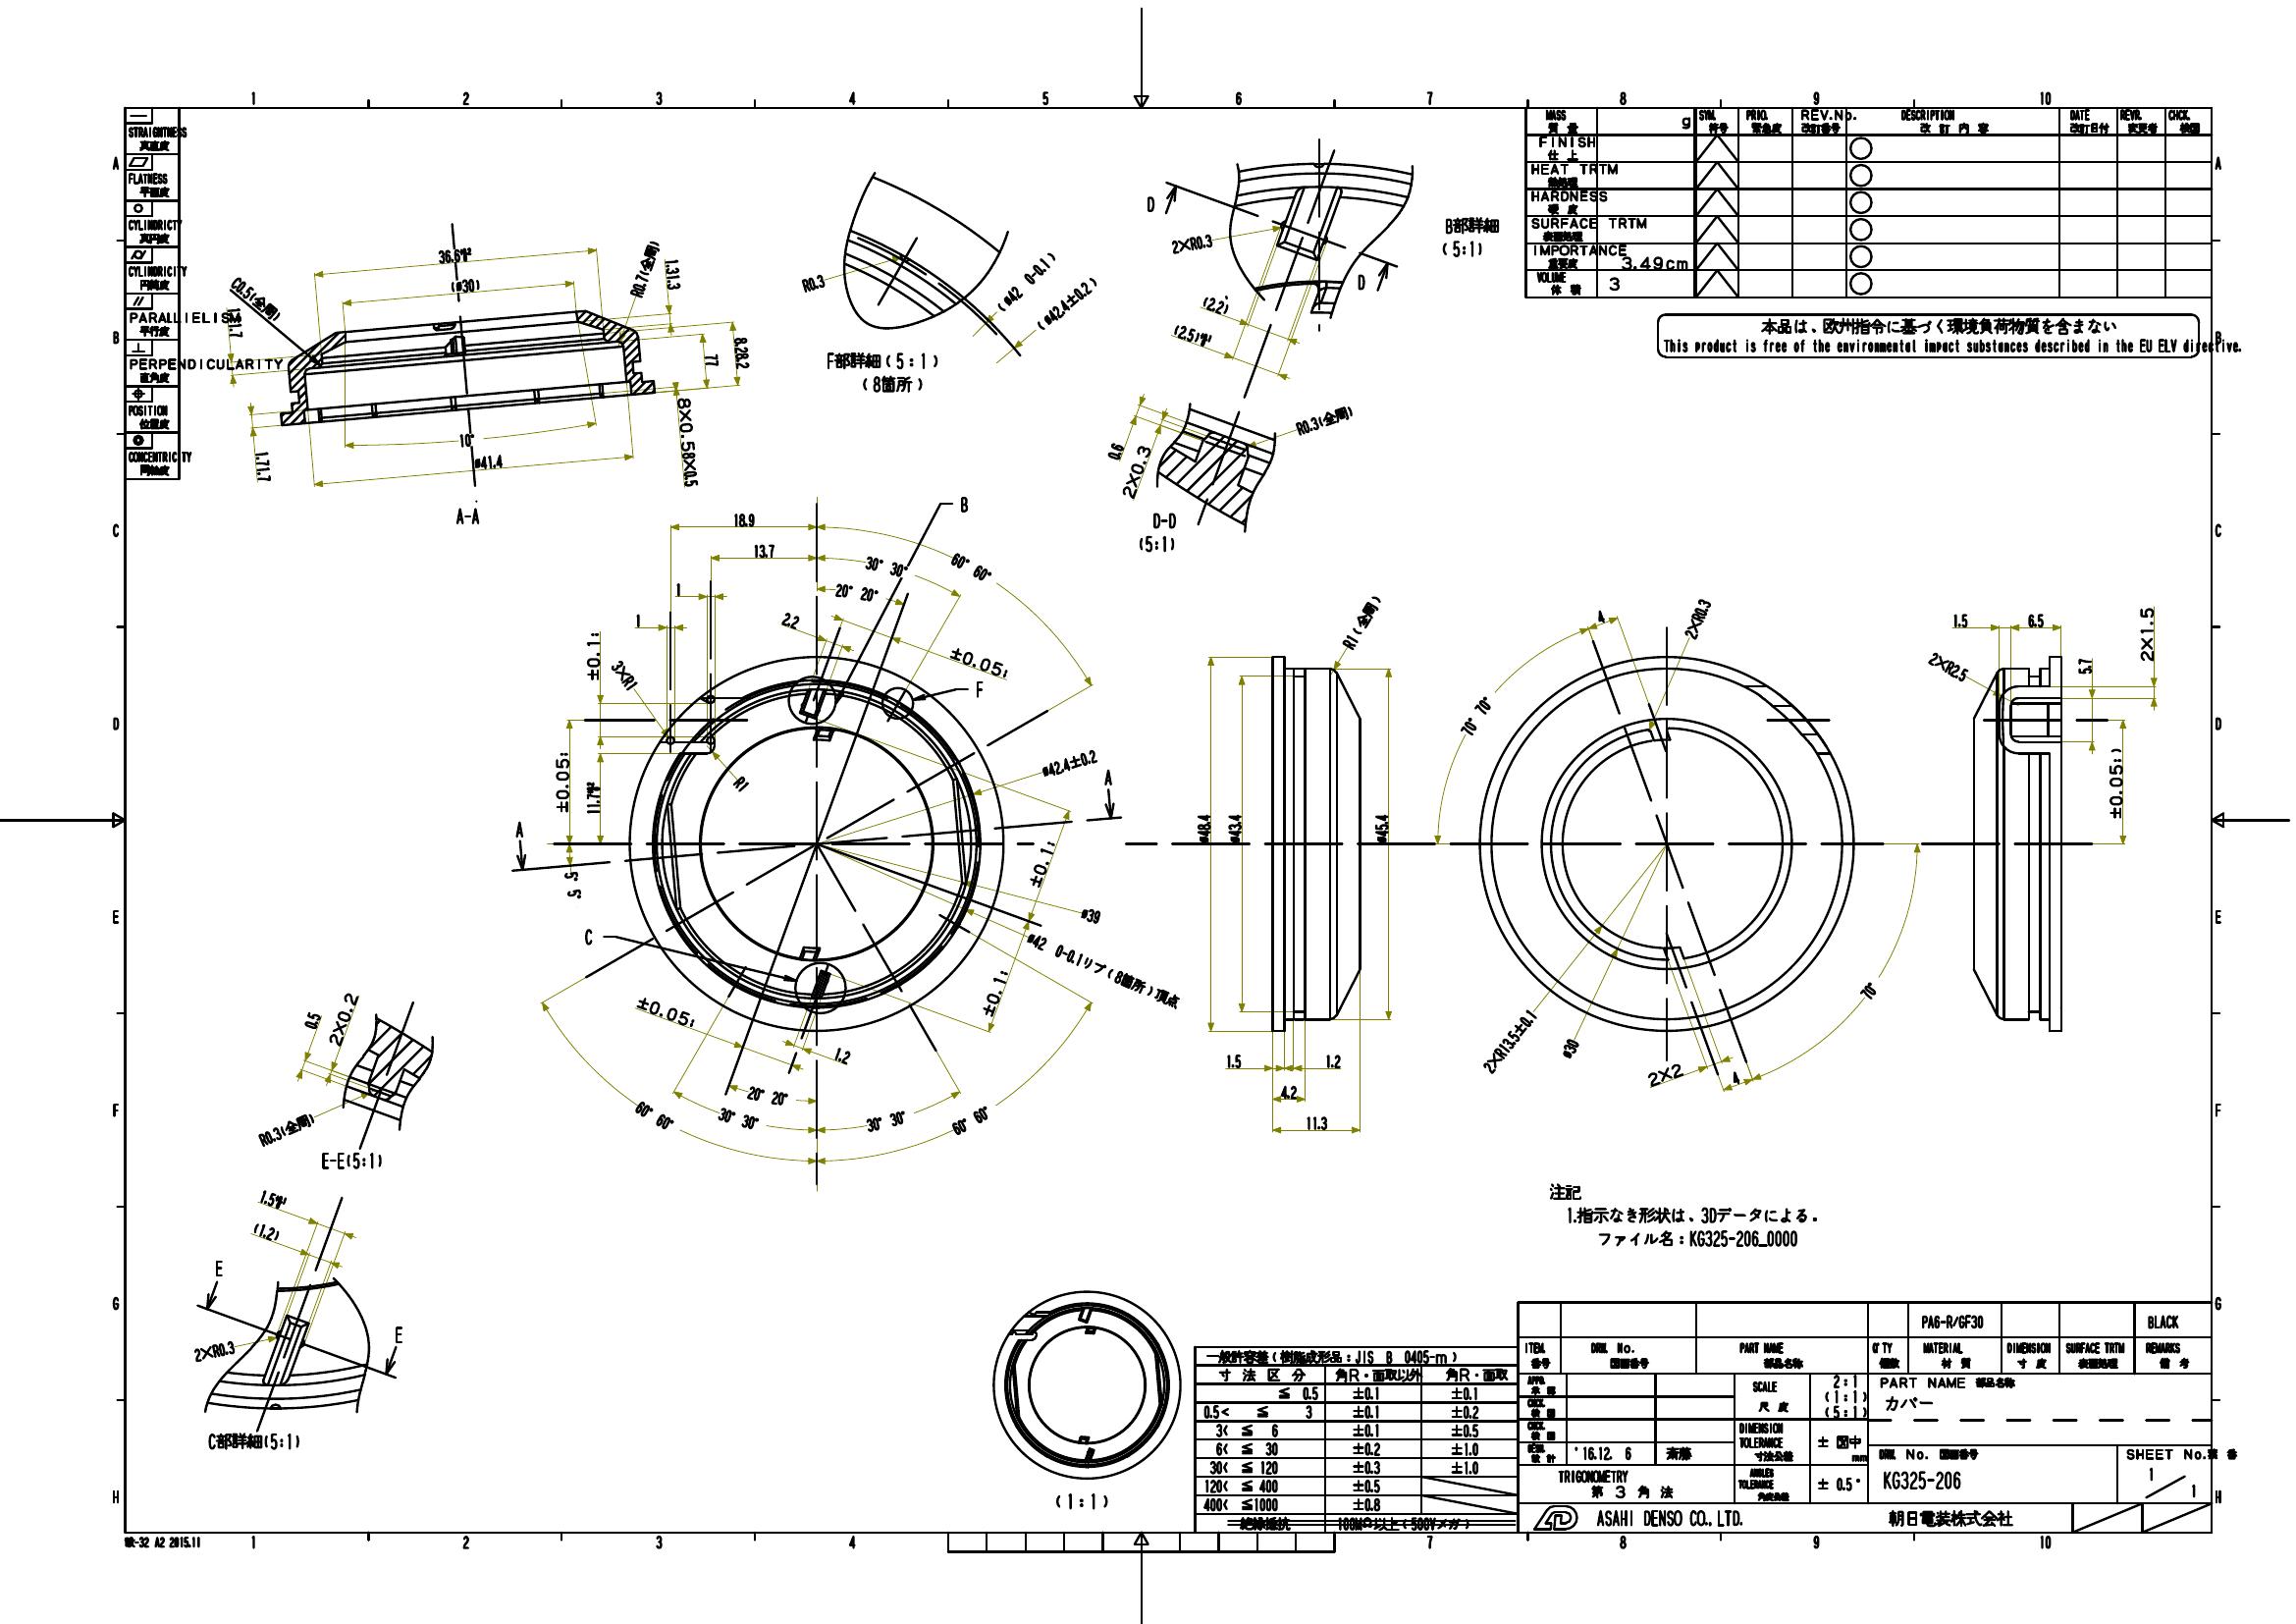 1 2 3 4 5 6 7 8 9 10
A B C D E F G H
STRAIGNTNESS
真直度
FLATNESS
平面度
CYLINDRICTY
真円度
CYLINDRICITY
円筒度
PARALLIELISM
平行度
PERPENDICULARITY
直角度
POSITION
位置度
CONCENTRICITY
同軸度
MASS
質量
g
FINISH
仕上
HEAT TRTM
熱処理
HARDNESS
硬度
SURFACE TRTM
表面処理
IMPORTANCE
重要度
3.49cm
VOLUME
体積
3
SYM. PRIO. REV.No. DESCRIPTION DATE REVR. CHCK.
符号 緊急度 改訂番号 改訂内容 改訂日付 変更者 検図
本品は、欧州指令に基づく環境負荷物質を含まない
This product is free of the environmental impact substances described in the EU ELV directive.
C0.5(全周)
(ø30)
R0.7(全周)
1.31.3
8.28.2
77
8×0.58×0.5
1.71.7
10°
ø41.4
A-A
R0.3
(ø42 0-0.1)
(ø42.4±0.2)
F部詳細(5:1)
(8箇所)
D
D
2×R0.3
B部詳細
(5:1)
(2.2)
0.6
2×0.3
R0.3(全周)
D-D
(5:1)
18.9
13.7
1
1
B
30° 30°
60° 60°
20° 20°
2.2
±0.05:
±0.1:
3×R1
F
±0.05:
R1
ø42.4±0.2
A
A
5° 5°
±0.1:
ø39
ø42 0-0.1リブ(8箇所)頂点
±0.1:
C
±0.05:
1.2
20° 20°
30° 30°
30° 30°
60° 60°
60° 60°
R1(全周)
ø48.4
ø43.4
ø45.4
1.5
1.2
4.2
11.3
4
2×R0.3
70° 70°
70°
2×R13.5±0.1
ø30
2×2
4
1.5
6.5
2×1.5
2×R2.5
5.7
±0.05:)
0.5
2×0.2
R0.3(全周)
E-E(5:1)
(1.2)
E
E
2×R0.3
C部詳細(5:1)
(1:1)
注記
1.指示なき形状は、3Dデータによる.
ファイル名:KG325-206_0000
一般許容差(樹脂成形品:JIS B 0405-m)
寸法区分 角R・面取以外 角R・面取
≦ 0.5 ±0.1 ±0.1
0.5< ≦ 3 ±0.1 ±0.2
3< ≦ 6 ±0.1 ±0.5
6< ≦ 30 ±0.2 ±1.0
30< ≦ 120 ±0.3 ±1.0
120< ≦ 400 ±0.5
400< ≦1000 ±0.8
絶縁抵抗 100MΩ以上(500Vメガ)
PA6-R/GF30 BLACK
ITEM. DRW. No. PART NAME Q'TY MATERIAL DIMENSION SURFACE TRTM REMARKS
番号 図面番号 部品名称 個数 材質 寸度 表面処理 備考
APPD.
承認
CHCK.
検図
CHCK.
検図
設計
'16.12. 6 斎藤
SCALE
尺度
2:1
(1:1)
(5:1)
DIMENSION
TOLERANCE
寸法公差
± 図中
mm
ANGLES
TOLERANCE
± 0.5°
TRIGONOMETRY
第3角法
PART NAME 部品名称
カバー
DRW. No. 図面番号
KG325-206
SHEET No.
1
1
ASAHI DENSO CO., LTD. 朝日電装株式会社
A2 2015.11
1 2 3 4 7 8 9 10